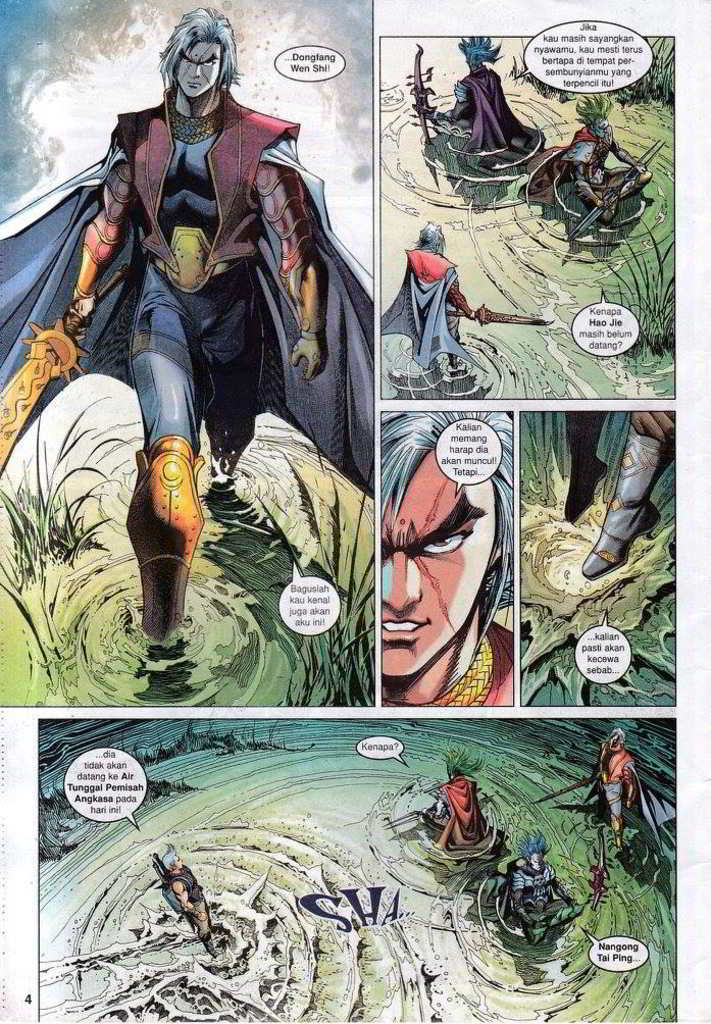 ...Dongfang
Wen Shi!
Baguslah
kau kenal
juga akan
aku ini!
Jika
kau masih sayangkan
nyawamu, kau mesti terus
bertapa di tempat per-
sembunyianmu yang
terpencil itu!
Kenapa
Hao Jie
masih belum
datang?
Kalian
memang
harap dia
akan muncul!
Tetapi...
...kalian
pasti akan
kecewa
sebab...
...dia
tidak akan
datang ke Air
Tunggal Pemisah
Angkasa pada
hari ini!
Kenapa?
SHA...
Nangong
Tai Ping...
4